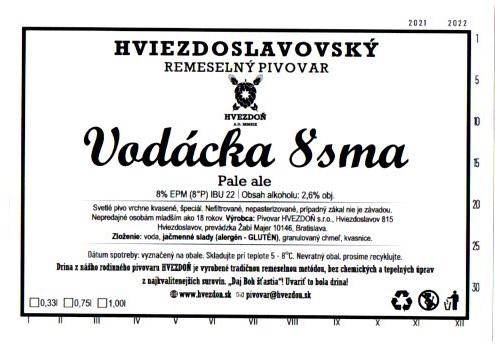 2021 2022
HVIEZDOSLAVOVSKÝ
REMESELNÝ PIVOVAR
HVEZDOŇ
A.D. MMXIX
Vodácka 8sma
Pale ale
8% EPM (8°P) IBU 22 | Obsah alkoholu: 2,6% obj.
Svetlé pivo vrchne kvasené, špeciál. Nefiltrované, nepasterizované, prípadný zákal nie je závadou.
Nepredajné osobám mladším ako 18 rokov. Výrobca: Pivovar HVEZDOŇ s.r.o., Hviezdoslavov 815
Hviezdoslavov, prevádzka Žabí Majer 10146, Bratislava.
Zloženie: voda, jačmenné slady (alergén - GLUTÉN), granulovaný chmeľ, kvasnice.
Dátum spotreby: vyznačený na obale. Skladujte pri teplote 5 - 8°C. Nevratný obal, prosíme recyklujte.
Drina z nášho rodinného pivovaru HVEZDOŇ je vyrobené tradičnou remeselnou metódou, bez chemických a tepelných úprav
z najkvalitenejších surovín. „Daj Boh šťastia“! Uvariť to bola drina!
www.hvezdon.sk pivovar@hvezdon.sk
0,33l 0,75l 1,00l
1
5
10
15
20
25
30
I II III IV V VI VII VIII IX X XI XII